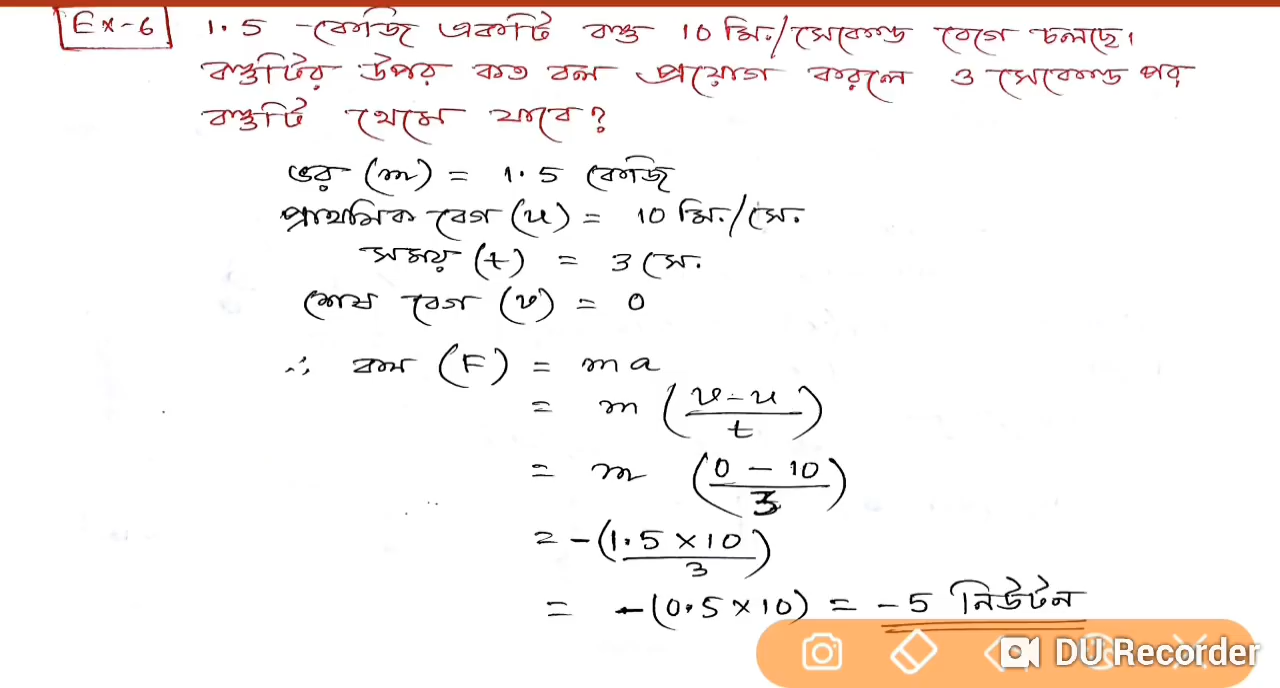 Ex-6 1.5 কেজি একটি বস্তু 10 মি./সেকেন্ড বেগে চলছে।
বস্তুটির উপর কত বল প্রয়োগ করলে 3 সেকেন্ড পর
বস্তুটি থেমে যাবে?
ভর (m) = 1.5 কেজি
প্রাথমিক বেগ (u) = 10 মি./সে.
সময় (t) = 3 সে.
শেষ বেগ (v) = 0
∴ বল (F) = ma
= m (v-u/t)
= m (0 - 10/3)
= -(1.5 × 10/3)
= -(0.5 × 10) = -5 নিউটন
DU Recorder